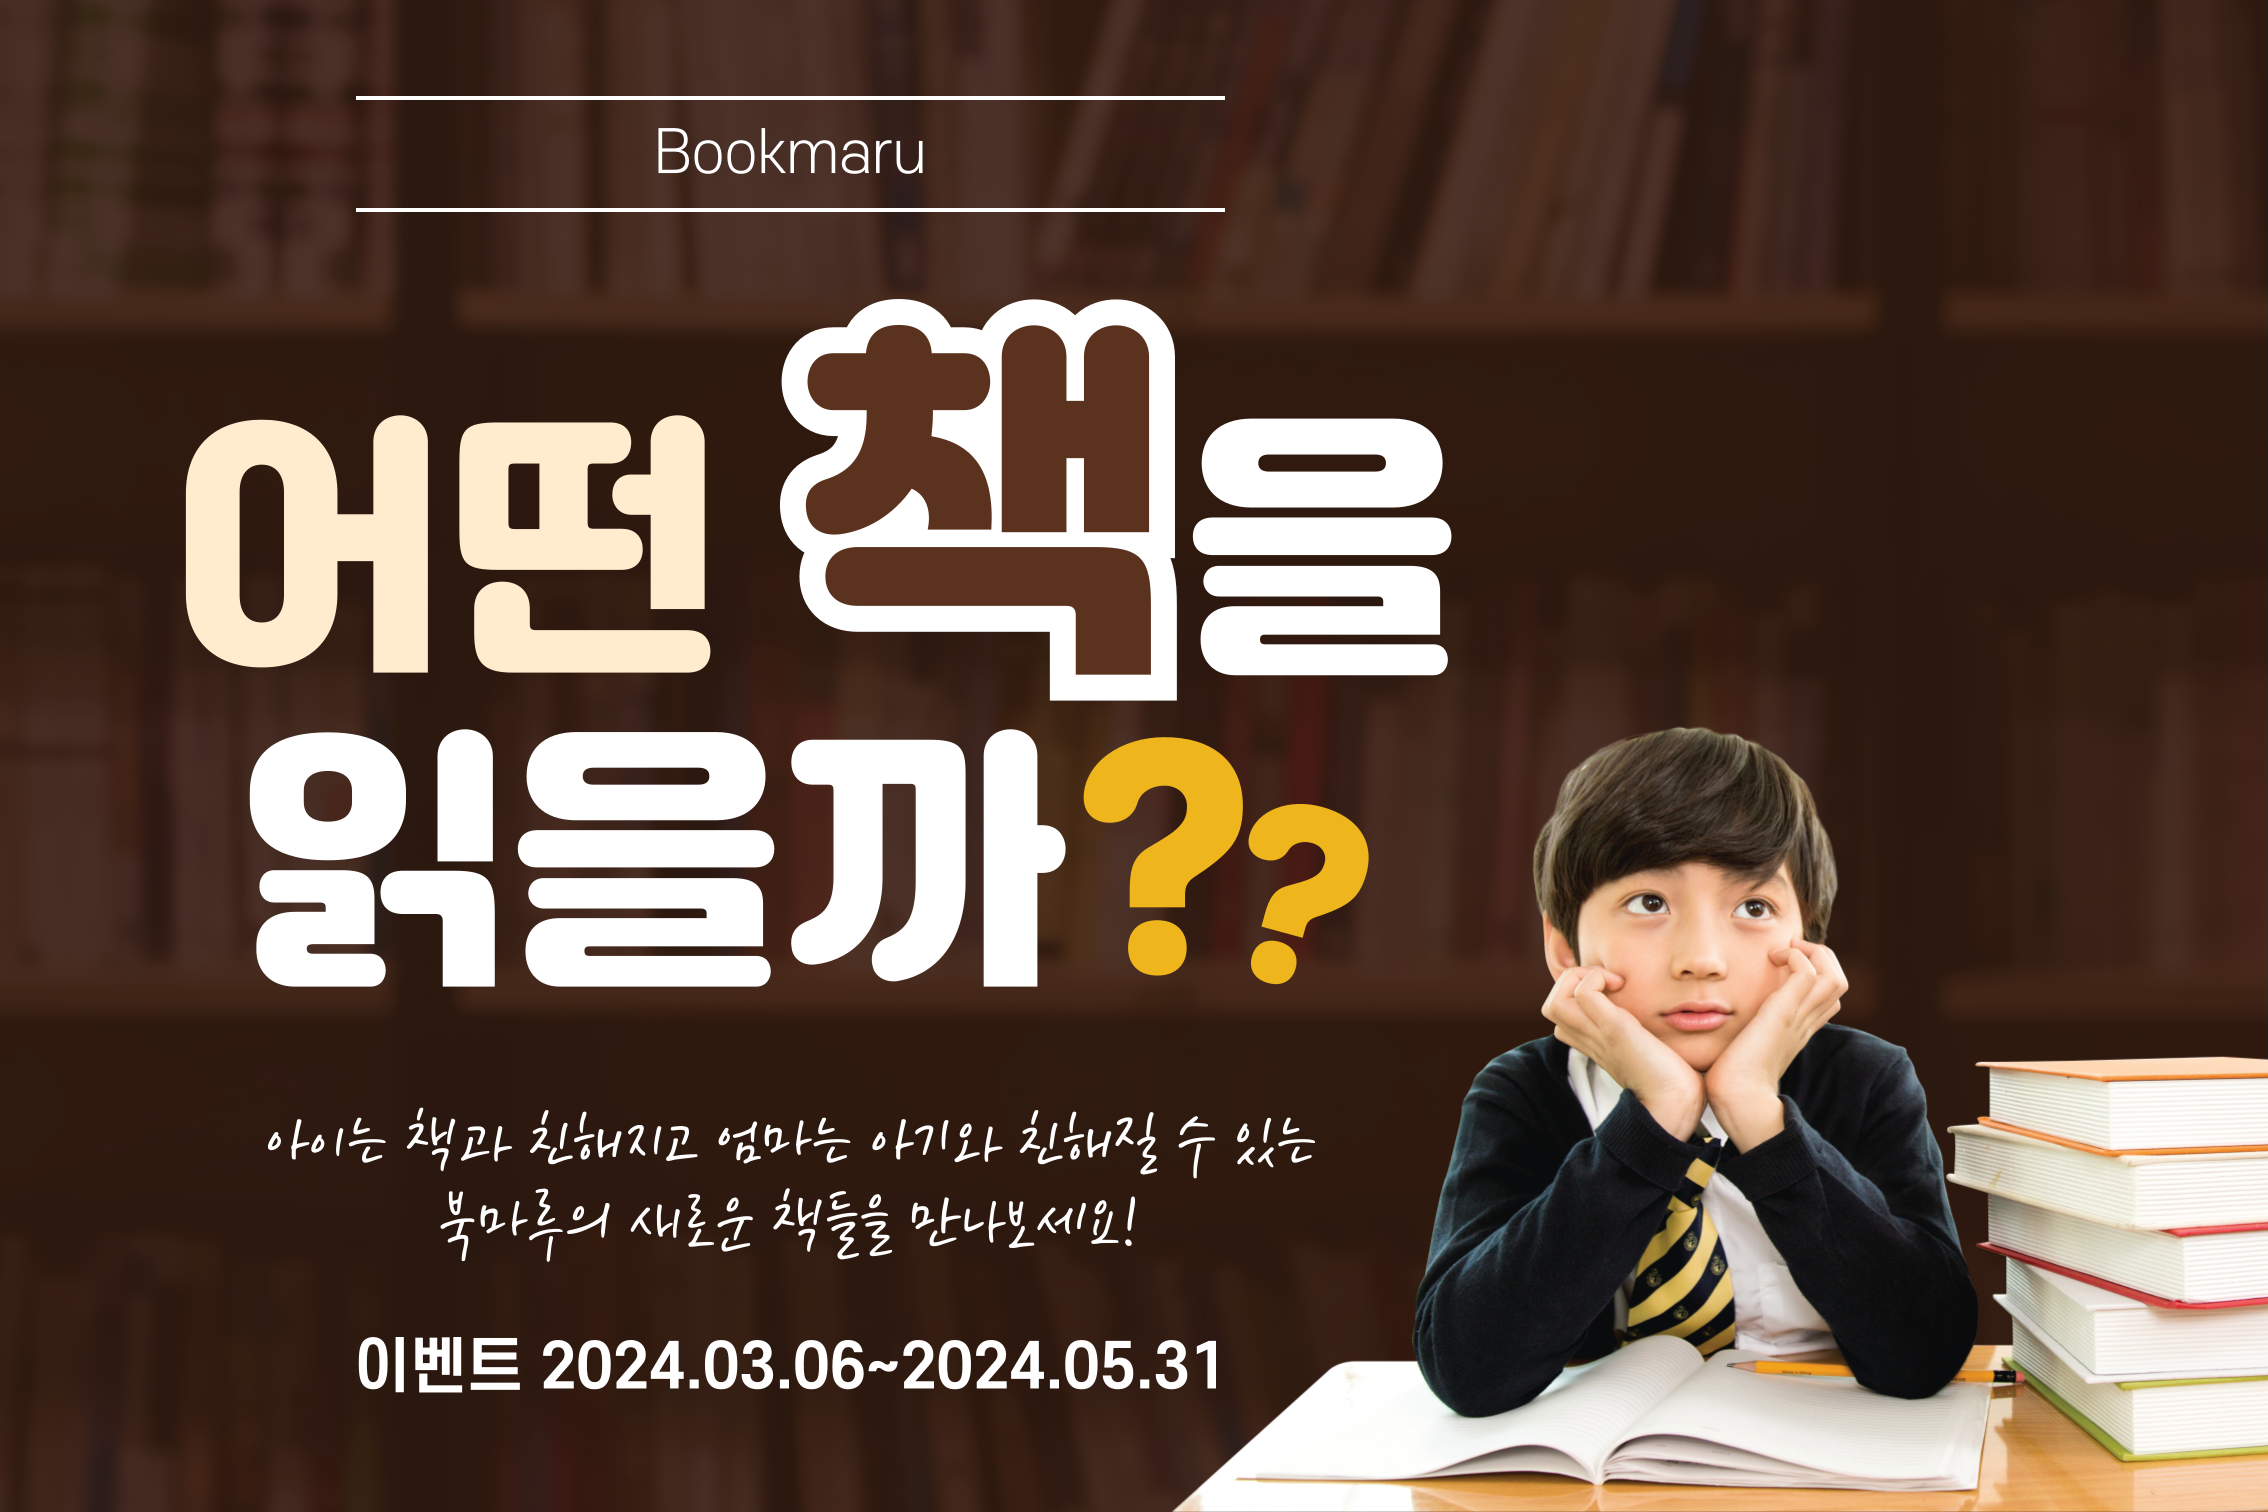 Bookmaru
어떤 책을
읽을까??
아이는 책과 친해지고 엄마는 아기와 친해질 수 있는
북마루의 새로운 책들을 만나보세요!
이벤트 2024.03.06~2024.05.31